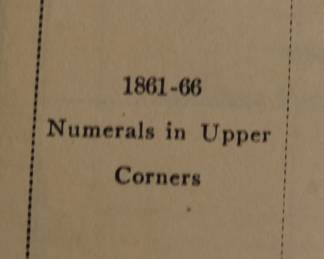 1861-66
Numerals in Upper
Corners